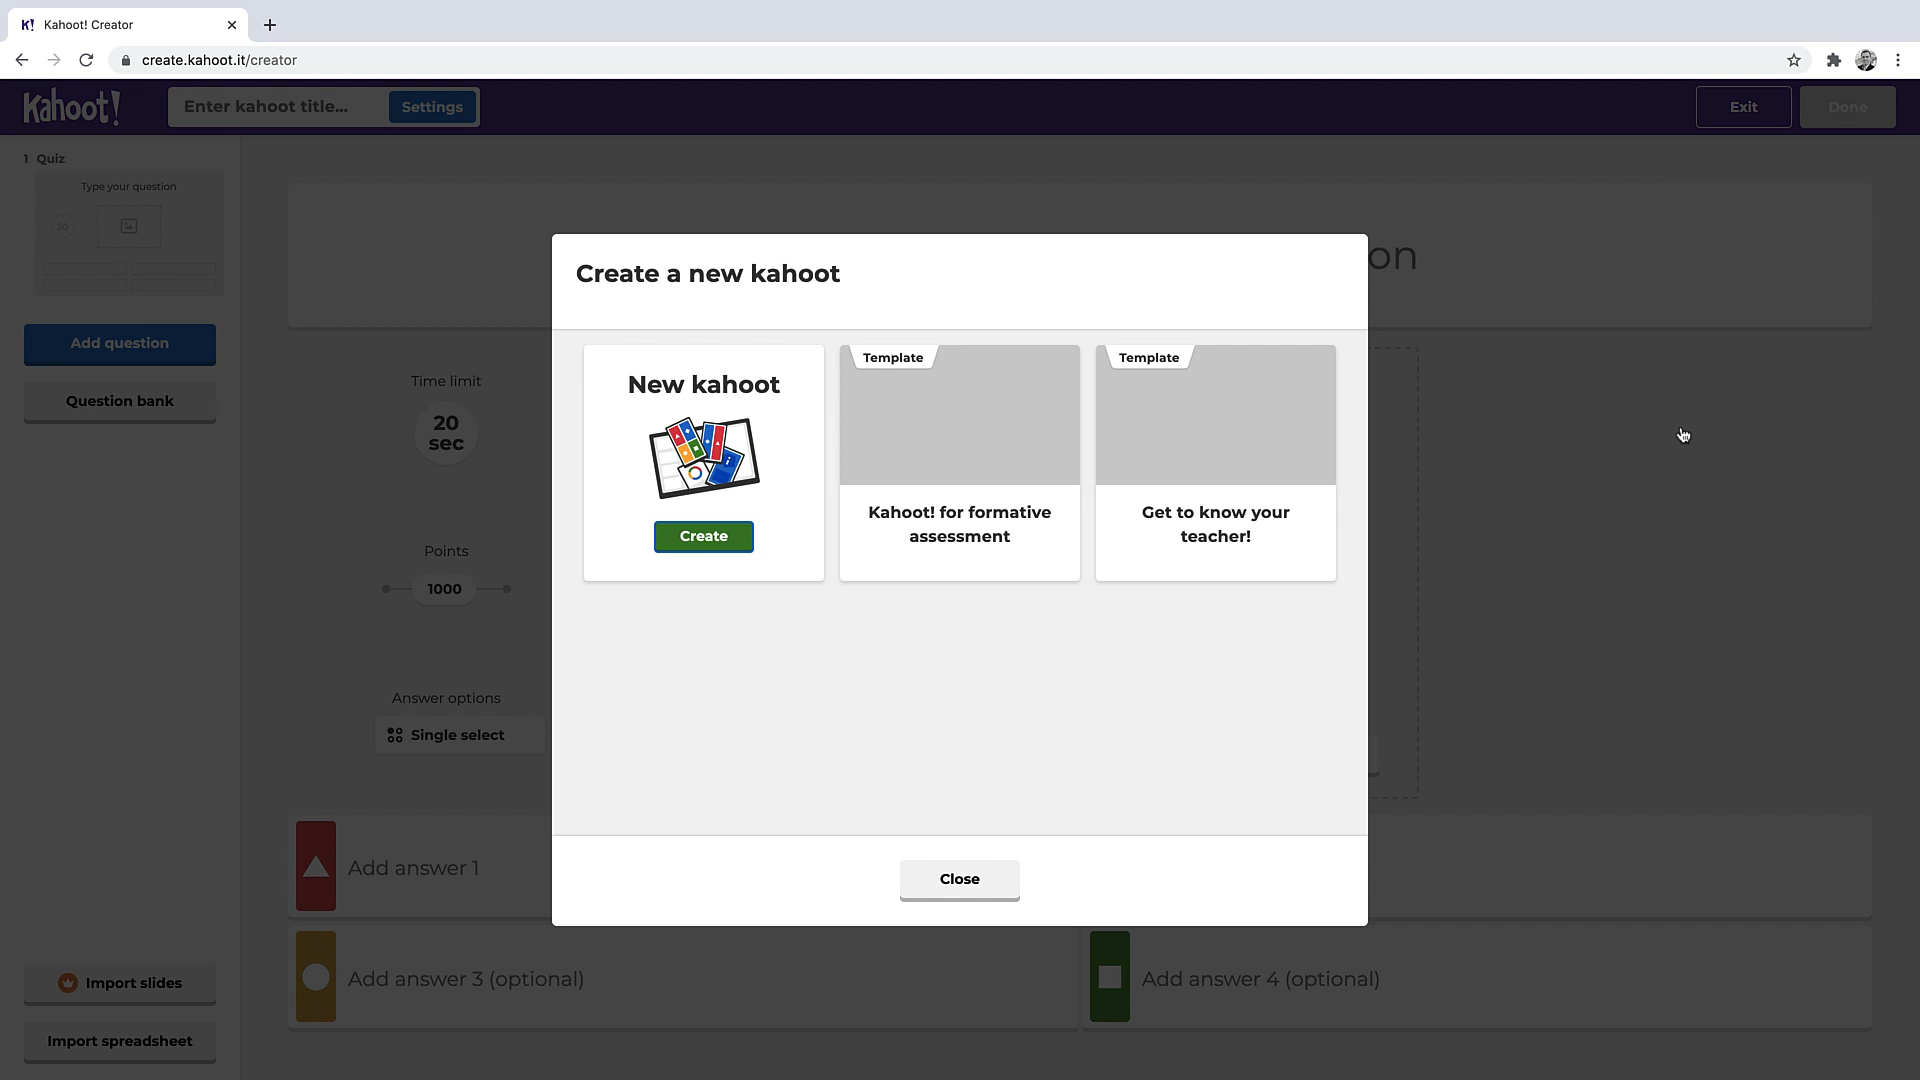 K! Kahoot! Creator
create.kahoot.it/creator
Kahoot!
Enter kahoot title...
Settings
Exit
Done
1 Quiz
Type your question
20
Add question
Question bank
on
Time limit
20
sec
Points
1000
Answer options
Single select
Create a new kahoot
New kahoot
Create
Template
Kahoot! for formative
assessment
Template
Get to know your
teacher!
Close
Add answer 1
Add answer 3 (optional)
Add answer 4 (optional)
Import slides
Import spreadsheet